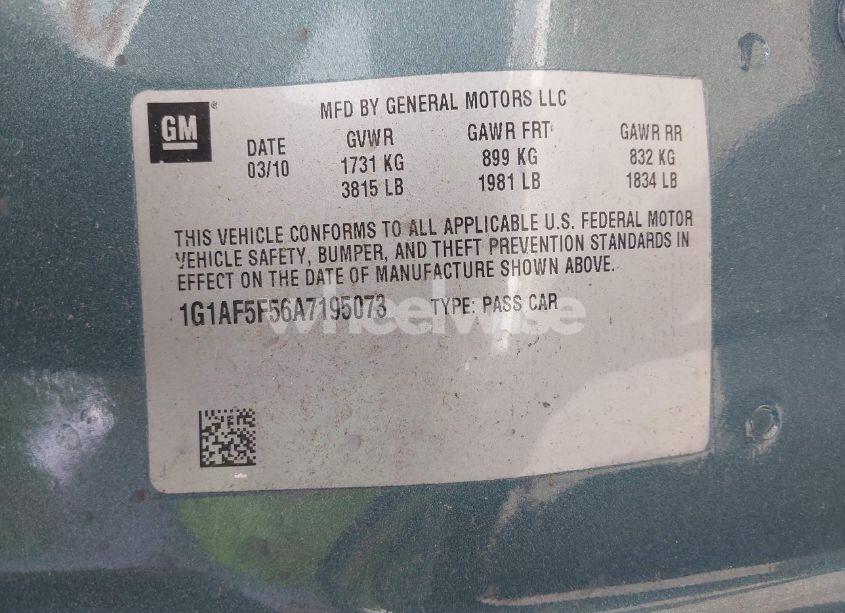 GM
®
MFD BY GENERAL MOTORS LLC
DATE GVWR GAWR FRT GAWR RR
03/10 1731 KG 899 KG 832 KG
3815 LB 1981 LB 1834 LB
THIS VEHICLE CONFORMS TO ALL APPLICABLE U.S. FEDERAL MOTOR
VEHICLE SAFETY, BUMPER, AND THEFT PREVENTION STANDARDS IN
EFFECT ON THE DATE OF MANUFACTURE SHOWN ABOVE.
1G1AF5F56A7195073 TYPE: PASS CAR
wheelwise